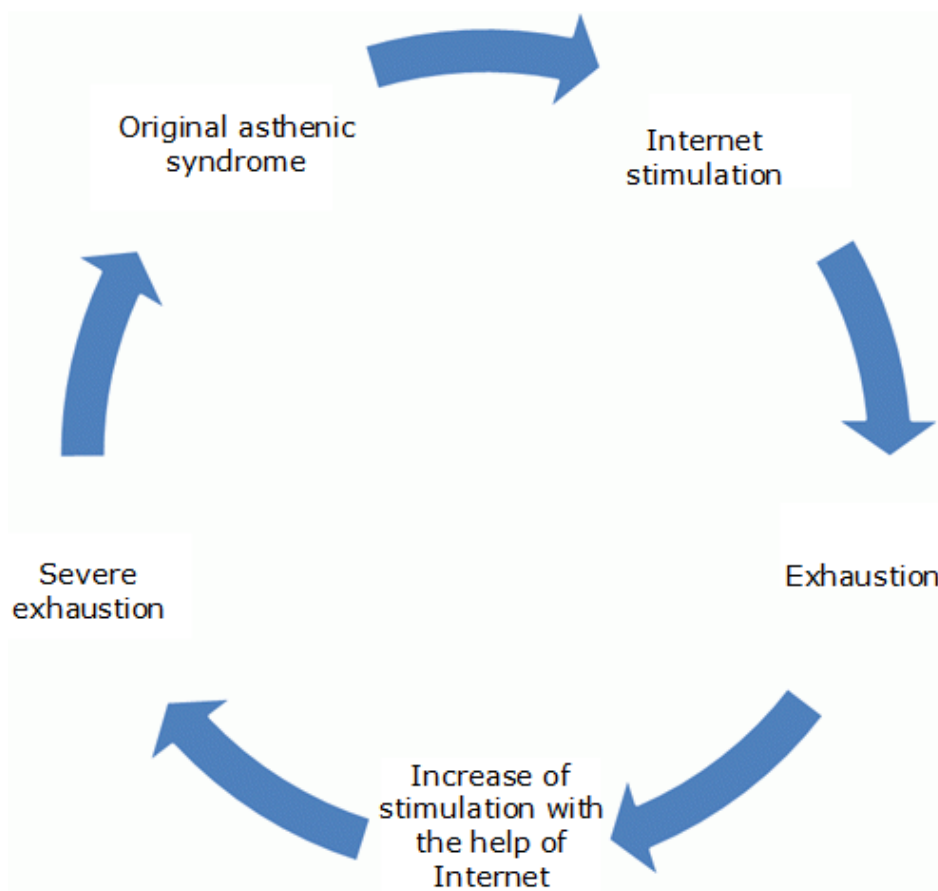 Original asthenic
syndrome
Internet
stimulation
Exhaustion
Increase of
stimulation with
the help of
Internet
Severe
exhaustion